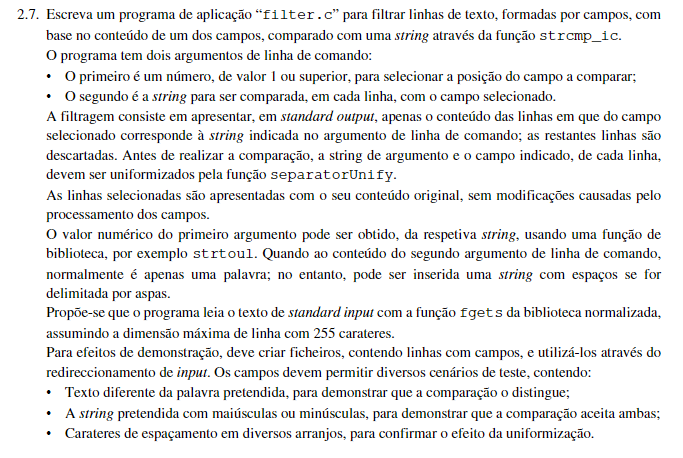 2.7. Escreva um programa de aplicação “filter.c” para filtrar linhas de texto, formadas por campos, com
base no conteúdo de um dos campos, comparado com uma string através da função strcmp_ic.
O programa tem dois argumentos de linha de comando:
• O primeiro é um número, de valor 1 ou superior, para selecionar a posição do campo a comparar;
• O segundo é a string para ser comparada, em cada linha, com o campo selecionado.
A filtragem consiste em apresentar, em standard output, apenas o conteúdo das linhas em que do campo
selecionado corresponde à string indicada no argumento de linha de comando; as restantes linhas são
descartadas. Antes de realizar a comparação, a string de argumento e o campo indicado, de cada linha,
devem ser uniformizados pela função separatorUnify.
As linhas selecionadas são apresentadas com o seu conteúdo original, sem modificações causadas pelo
processamento dos campos.
O valor numérico do primeiro argumento pode ser obtido, da respetiva string, usando uma função de
biblioteca, por exemplo strtoul. Quando ao conteúdo do segundo argumento de linha de comando,
normalmente é apenas uma palavra; no entanto, pode ser inserida uma string com espaços se for
delimitada por aspas.
Propõe-se que o programa leia o texto de standard input com a função fgets da biblioteca normalizada,
assumindo a dimensão máxima de linha com 255 carateres.
Para efeitos de demonstração, deve criar ficheiros, contendo linhas com campos, e utilizá-los através do
redireccionamento de input. Os campos devem permitir diversos cenários de teste, contendo:
• Texto diferente da palavra pretendida, para demonstrar que a comparação o distingue;
• A string pretendida com maiúsculas ou minúsculas, para demonstrar que a comparação aceita ambas;
• Carateres de espaçamento em diversos arranjos, para confirmar o efeito da uniformização.